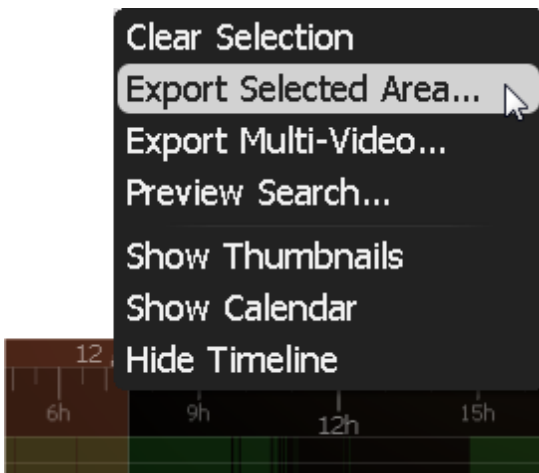 Clear Selection
Export Selected Area...
Export Multi-Video...
Preview Search...
Show Thumbnails
Show Calendar
Hide Timeline
12
6h 9h 12h 15h